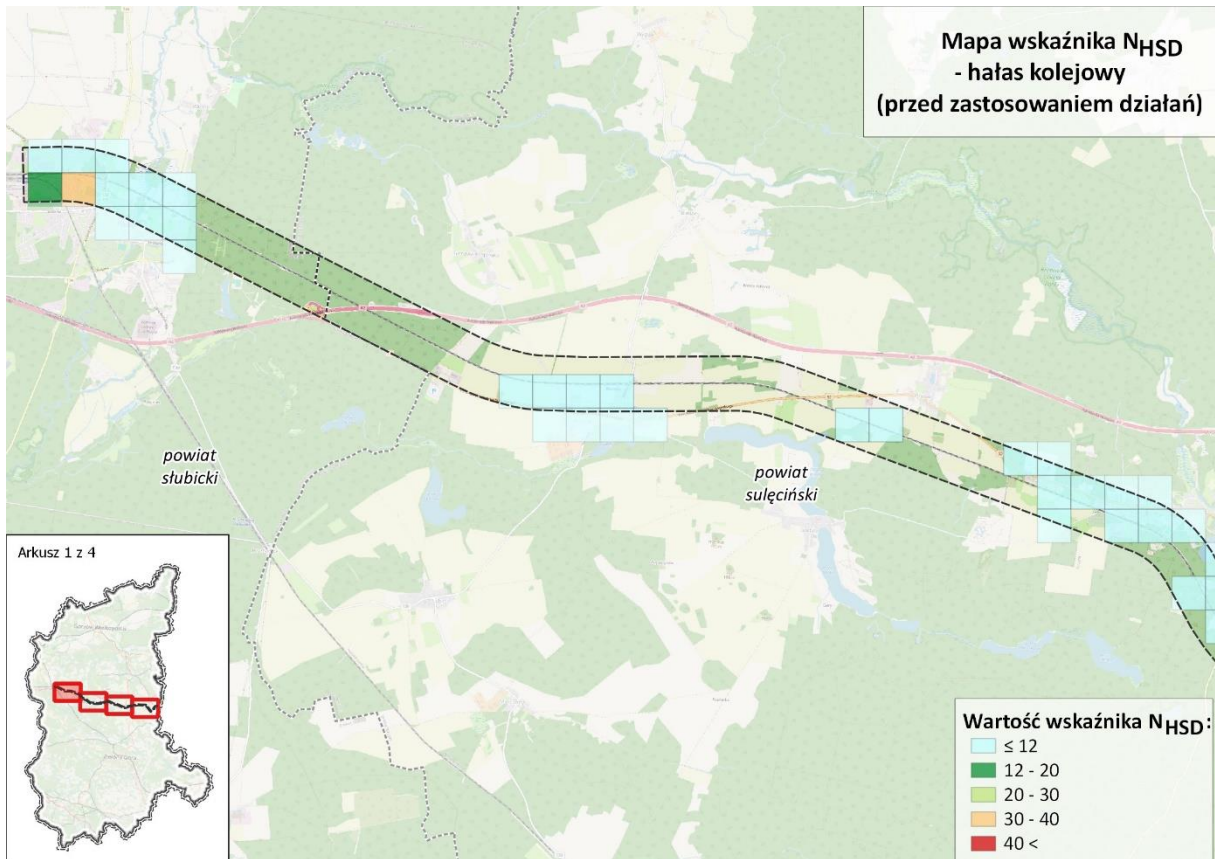 Mapa wskaźnika NHSD
- hałas kolejowy
(przed zastosowaniem działań)
powiat
słubicki
powiat
sulęciński
Arkusz 1 z 4
Wartość wskaźnika NHSD:
≤ 12
12 - 20
20 - 30
30 - 40
40 <